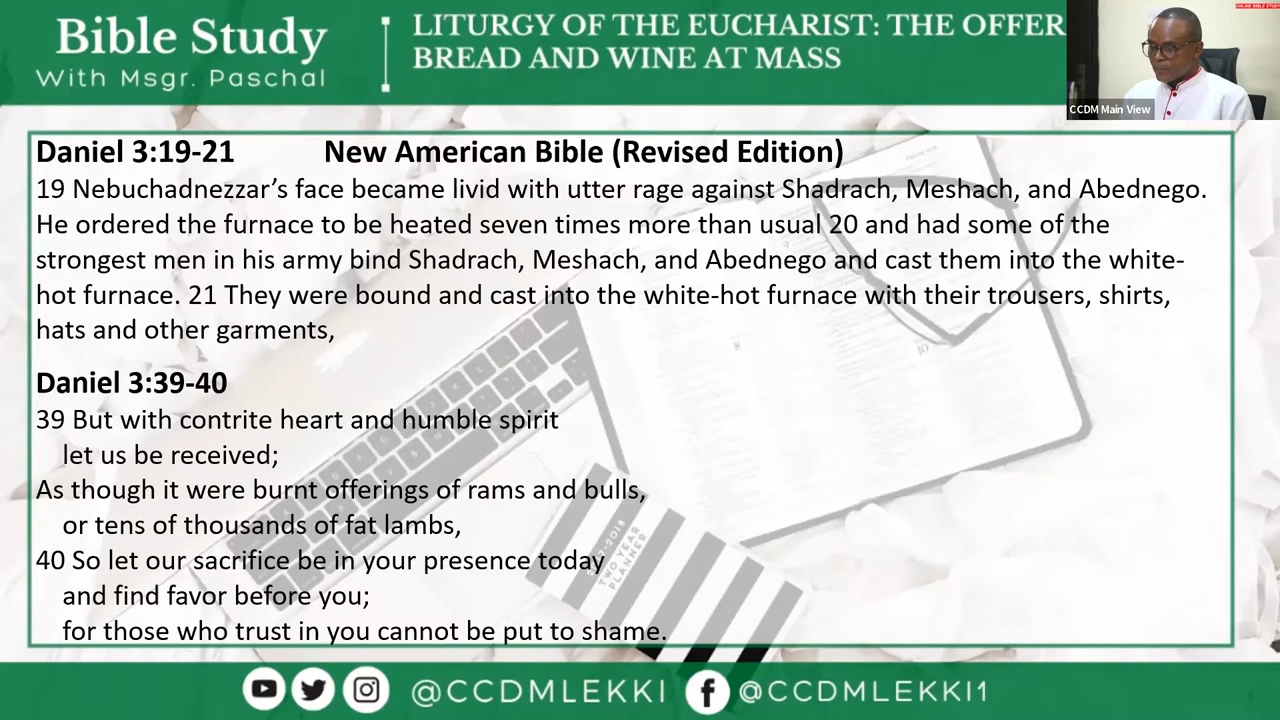 Bible Study
With Msgr. Paschal
LITURGY OF THE EUCHARIST: THE OFFER
BREAD AND WINE AT MASS
ONLINE BIBLE STUDY
CCDM Main View
Daniel 3:19-21 New American Bible (Revised Edition)
19 Nebuchadnezzar’s face became livid with utter rage against Shadrach, Meshach, and Abednego.
He ordered the furnace to be heated seven times more than usual 20 and had some of the
strongest men in his army bind Shadrach, Meshach, and Abednego and cast them into the white-
hot furnace. 21 They were bound and cast into the white-hot furnace with their trousers, shirts,
hats and other garments,
Daniel 3:39-40
39 But with contrite heart and humble spirit
let us be received;
As though it were burnt offerings of rams and bulls,
or tens of thousands of fat lambs,
40 So let our sacrifice be in your presence today
and find favor before you;
for those who trust in you cannot be put to shame.
TWO YEAR
PLANNER
@CCDMLEKKI
@CCDMLEKKI1